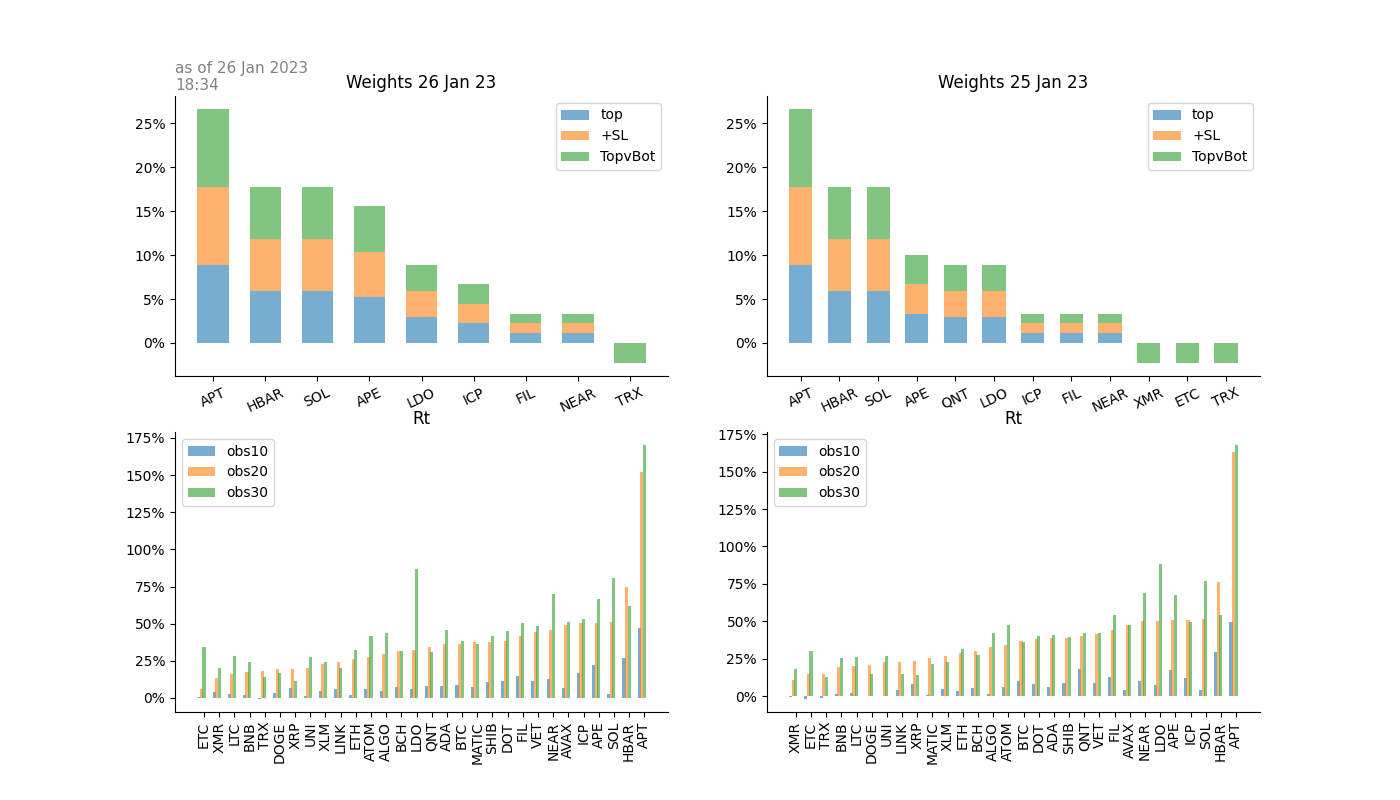 as of 26 Jan 2023
18:34
Weights 26 Jan 23
25%
20%
15%
10%
5%
0%
top
+SL
TopvBot
APT HBAR SOL APE LDO ICP FIL NEAR TRX
Weights 25 Jan 23
25%
20%
15%
10%
5%
0%
top
+SL
TopvBot
APT HBAR SOL APE QNT LDO ICP FIL NEAR XMR ETC TRX
Rt
175%
150%
125%
100%
75%
50%
25%
0%
obs10
obs20
obs30
ETC XMR LTC BNB TRX DOGE XRP UNI XLM LINK ETH ATOM ALGO BCH LDO QNT ADA BTC MATIC SHIB DOT FIL VET NEAR AVAX ICP APE SOL HBAR APT
Rt
175%
150%
125%
100%
75%
50%
25%
0%
obs10
obs20
obs30
XMR ETC TRX BNB LTC DOGE UNI LINK XRP MATIC XLM ETH BCH ALGO ATOM BTC DOT ADA SHIB QNT VET FIL AVAX NEAR LDO APE ICP SOL HBAR APT